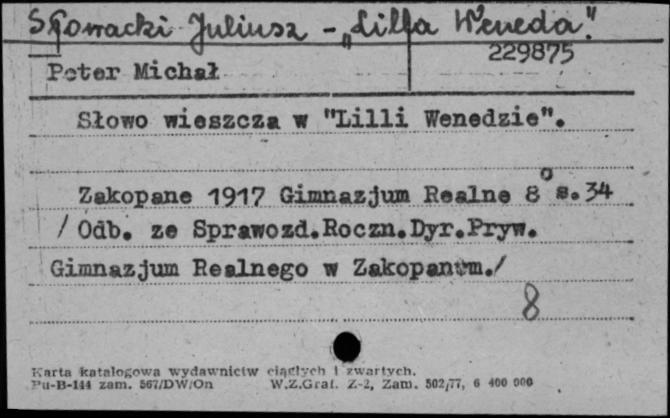 Słowacki Juliusz - „Lilla Weneda".
229875
Peter Michał
Słowo wieszcza w "Lilli Wenedzie".
Zakopane 1917 Gimnazjum Realne 8° s. 34
/ Odb. ze Sprawozd.Roczn.Dyr.Pryw.
Gimnazjum Realnego w Zakopanem./
8
Karta katalogowa wydawnictw ciągłych i zwartych.
Pu-B-144 zam. 567/DW/On W.Z.Graf. Z-2, Zam. 502/77, 6 400 000